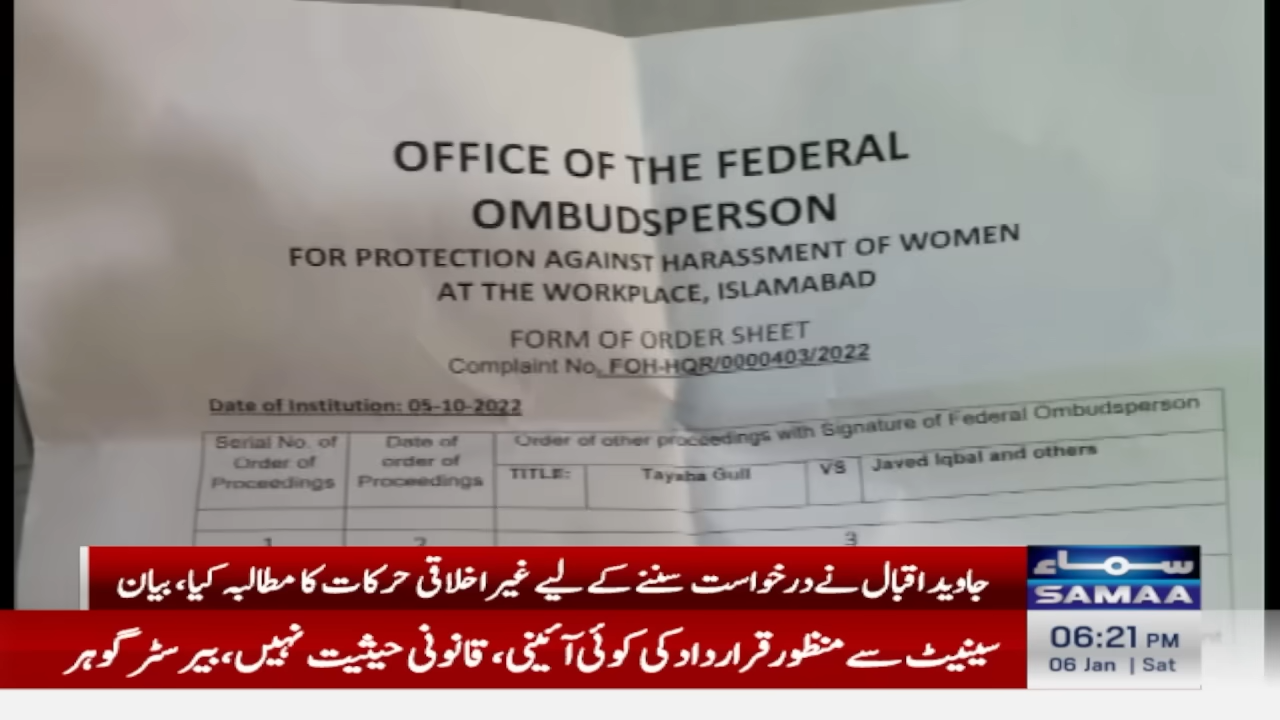 OFFICE OF THE FEDERAL
OMBUDSPERSON
FOR PROTECTION AGAINST HARASSMENT OF WOMEN
AT THE WORKPLACE, ISLAMABAD
FORM OF ORDER SHEET
Complaint No. FOH-HQR/0000403/2022
Date of Institution: 05-10-2022
Serial No. of Order of Proceedings
Date of order of Proceedings
Order of other proceedings with Signature of Federal Ombudsperson
TITLE: Tayaba Gull VS Javed Iqbal and others
1 2 3
جاوید اقبال نے درخواست سننے کے لیے غیر اخلاقی حرکات کا مطالبہ کیا، بیان
سینیٹ سے منظور قرارداد کی کوئی آئینی، قانونی حیثیت نہیں، بیرسٹر گوہر
سماء
SAMAA
06:21 PM
06 Jan | Sat